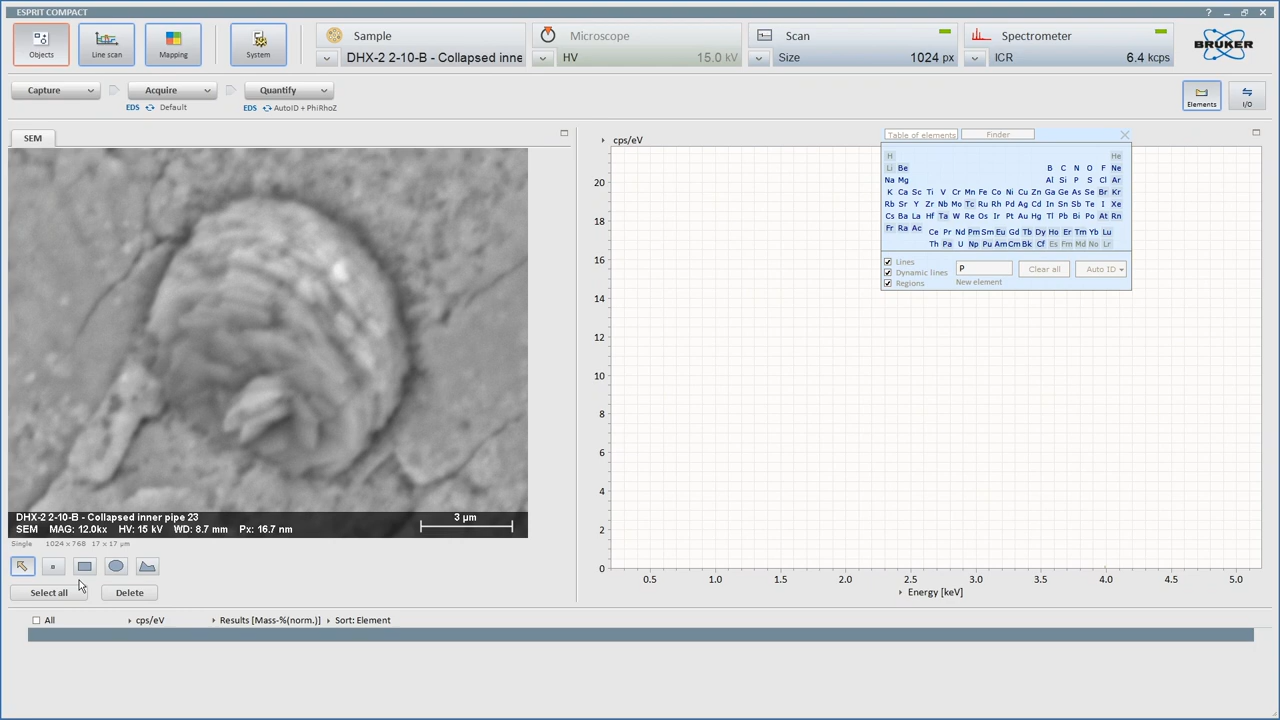 ESPRIT COMPACT
?
Objects
Line scan
Mapping
System
Sample
DHX-2 2-10-B - Collapsed inne
Microscope
HV 15.0 kV
Scan
Size 1024 px
Spectrometer
ICR 6.4 kcps
BRUKER
Capture
Acquire
EDS Default
Quantify
EDS AutoID + PhiRhoZ
Elements
I/O
SEM
DHX-2 2-10-B - Collapsed inner pipe 23
SEM MAG: 12.0kx HV: 15 kV WD: 8.7 mm Px: 16.7 nm
3 µm
Single 1024 x 768 17 x 17 µm
Select all
Delete
cps/eV
20
18
16
14
12
10
8
6
4
2
0
0.5 1.0 1.5 2.0 2.5 3.0 3.5 4.0 4.5 5.0
Energy [keV]
Table of elements Finder
H He
Li Be B C N O F Ne
Na Mg Al Si P S Cl Ar
K Ca Sc Ti V Cr Mn Fe Co Ni Cu Zn Ga Ge As Se Br Kr
Rb Sr Y Zr Nb Mo Tc Ru Rh Pd Ag Cd In Sn Sb Te I Xe
Cs Ba La Hf Ta W Re Os Ir Pt Au Hg Tl Pb Bi Po At Rn
Fr Ra Ac
Ce Pr Nd Pm Sm Eu Gd Tb Dy Ho Er Tm Yb Lu
Th Pa U Np Pu Am Cm Bk Cf Es Fm Md No Lr
Lines
Dynamic lines
Regions
P
New element
Clear all
Auto ID
All cps/eV Results [Mass-%(norm.)] Sort: Element